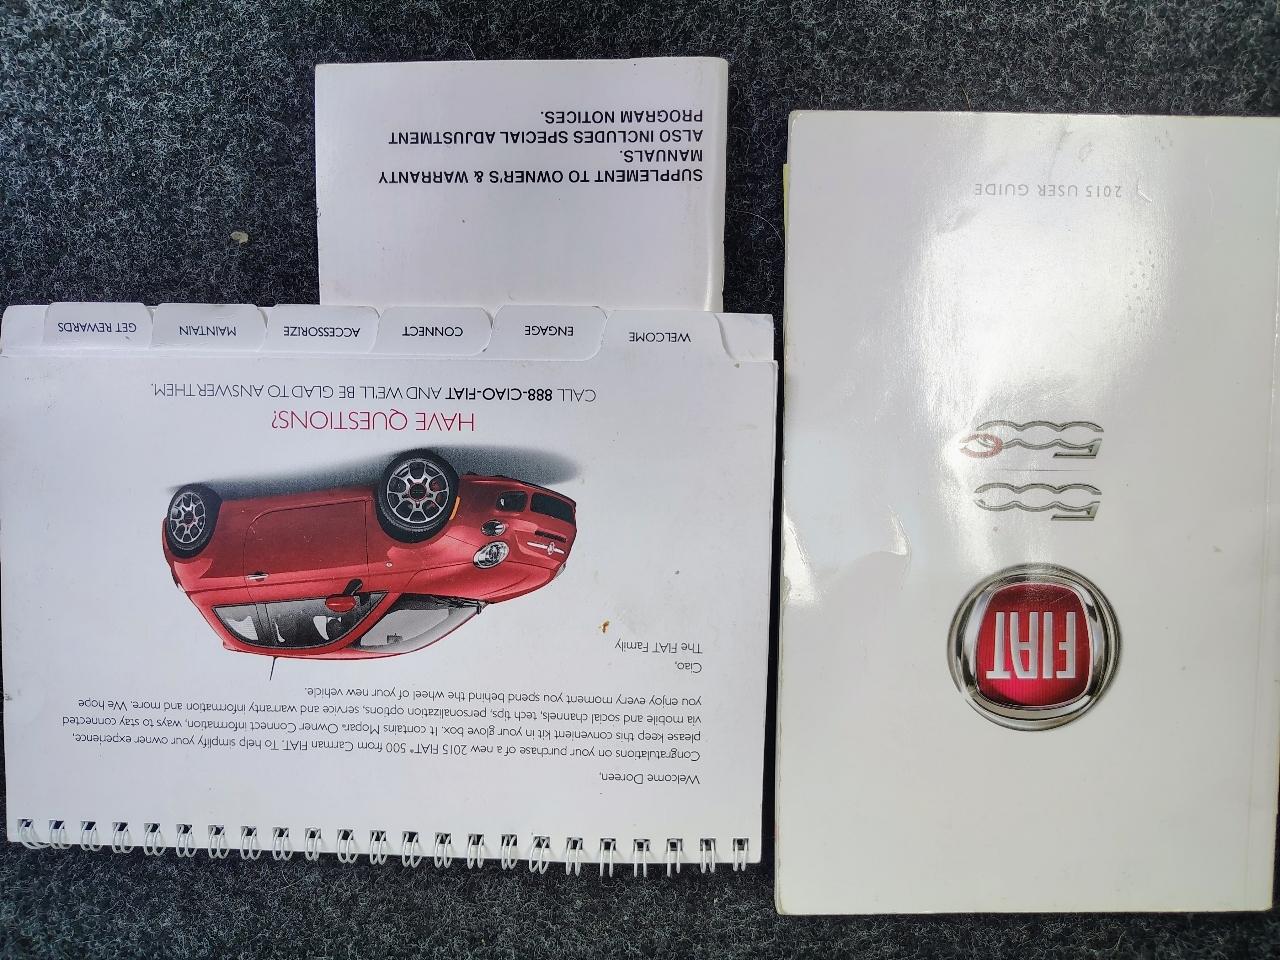 Welcome Doreen,
Congratulations on your purchase of a new 2015 FIAT® 500 from Carman FIAT. To help simplify your owner experience,
please keep this convenient kit in your glove box. It contains Mopar® Owner Connect information, ways to stay connected
via mobile and social channels, tech tips, personalization options, service and warranty information and more. We hope
you enjoy every moment you spend behind the wheel of your new vehicle.
Ciao,
The FIAT Family
HAVE QUESTIONS?
CALL 888-CIAO-FIAT AND WE'LL BE GLAD TO ANSWER THEM.
WELCOME
ENGAGE
CONNECT
ACCESSORIZE
MAINTAIN
GET REWARDS
SUPPLEMENT TO OWNER'S & WARRANTY
MANUALS.
ALSO INCLUDES SPECIAL ADJUSTMENT
PROGRAM NOTICES.
FIAT
500
500e
2015 USER GUIDE